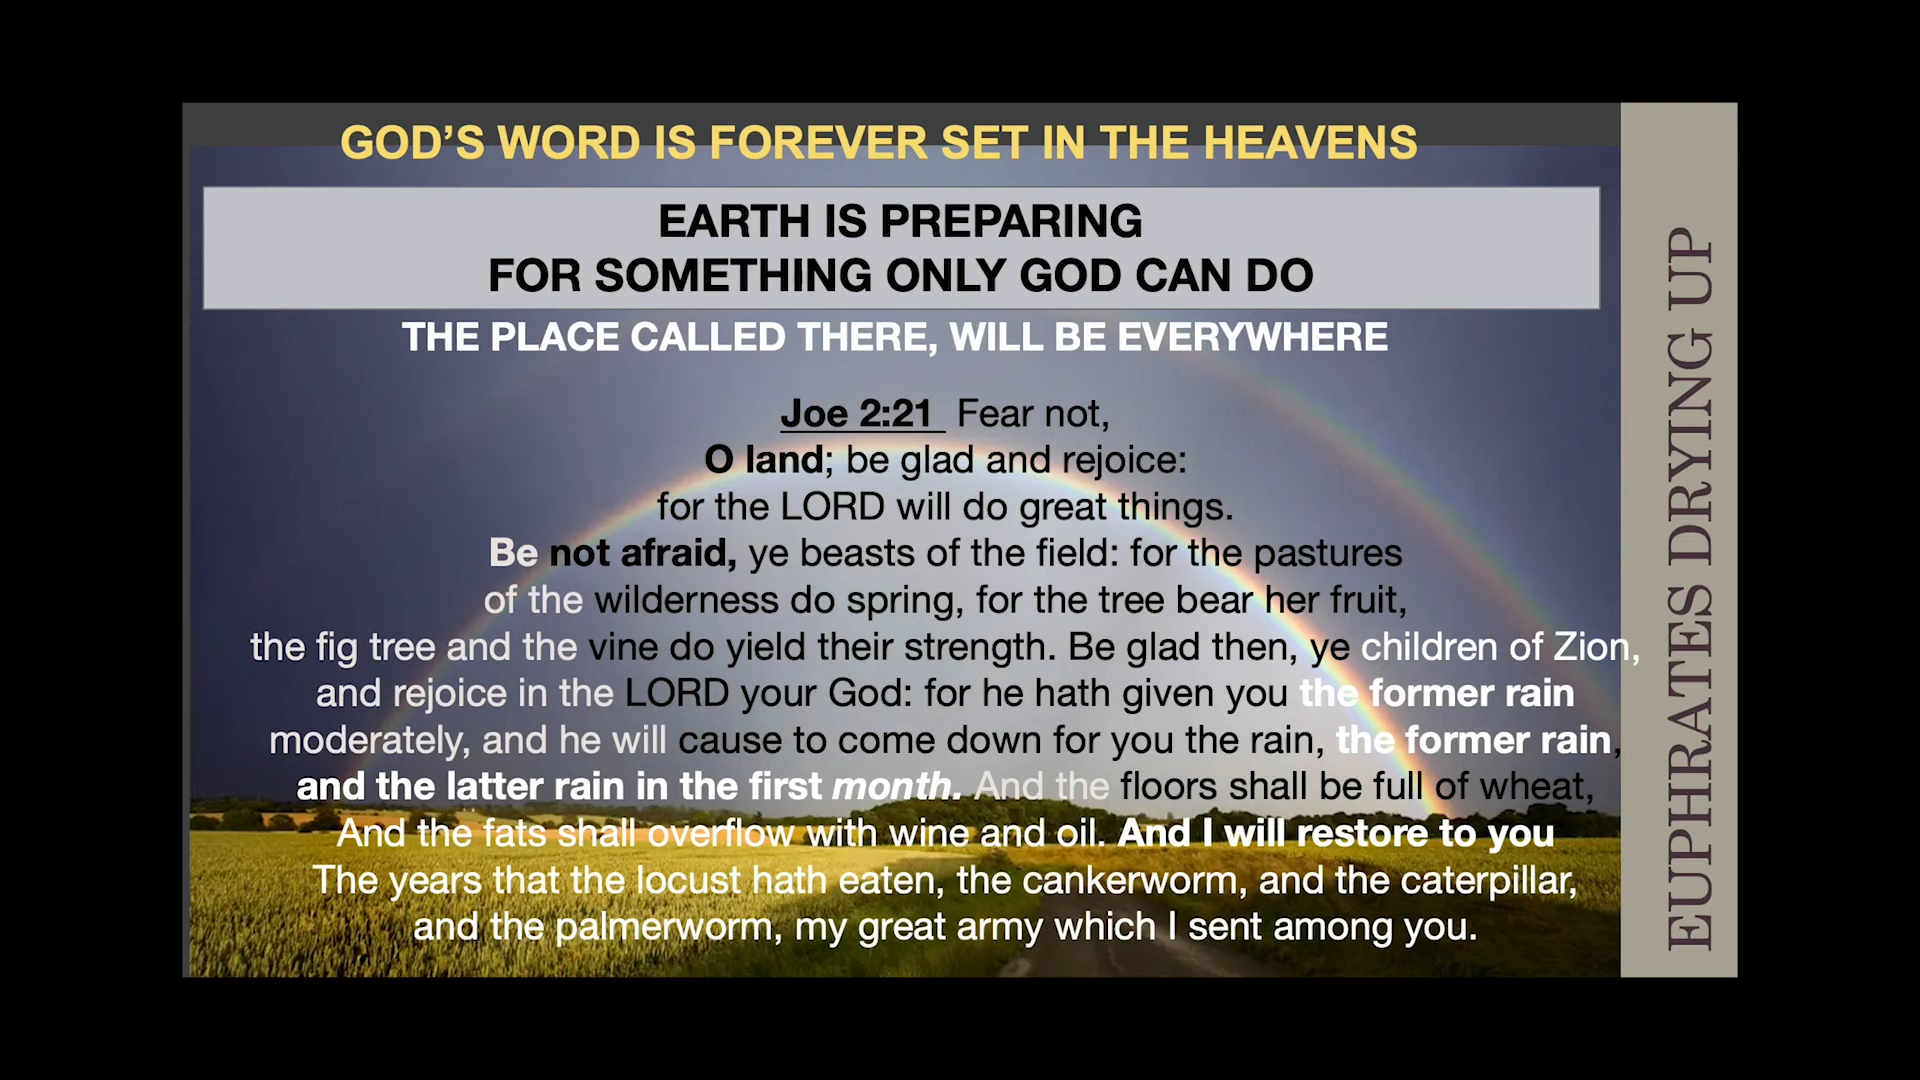 GOD’S WORD IS FOREVER SET IN THE HEAVENS
EARTH IS PREPARING
FOR SOMETHING ONLY GOD CAN DO
THE PLACE CALLED THERE, WILL BE EVERYWHERE
Joe 2:21 Fear not,
O land; be glad and rejoice:
for the LORD will do great things.
Be not afraid, ye beasts of the field: for the pastures
of the wilderness do spring, for the tree bear her fruit,
the fig tree and the vine do yield their strength. Be glad then, ye children of Zion,
and rejoice in the LORD your God: for he hath given you the former rain
moderately, and he will cause to come down for you the rain, the former rain,
and the latter rain in the first month. And the floors shall be full of wheat,
And the fats shall overflow with wine and oil. And I will restore to you
The years that the locust hath eaten, the cankerworm, and the caterpillar,
and the palmerworm, my great army which I sent among you.
EUPHRATES DRYING UP